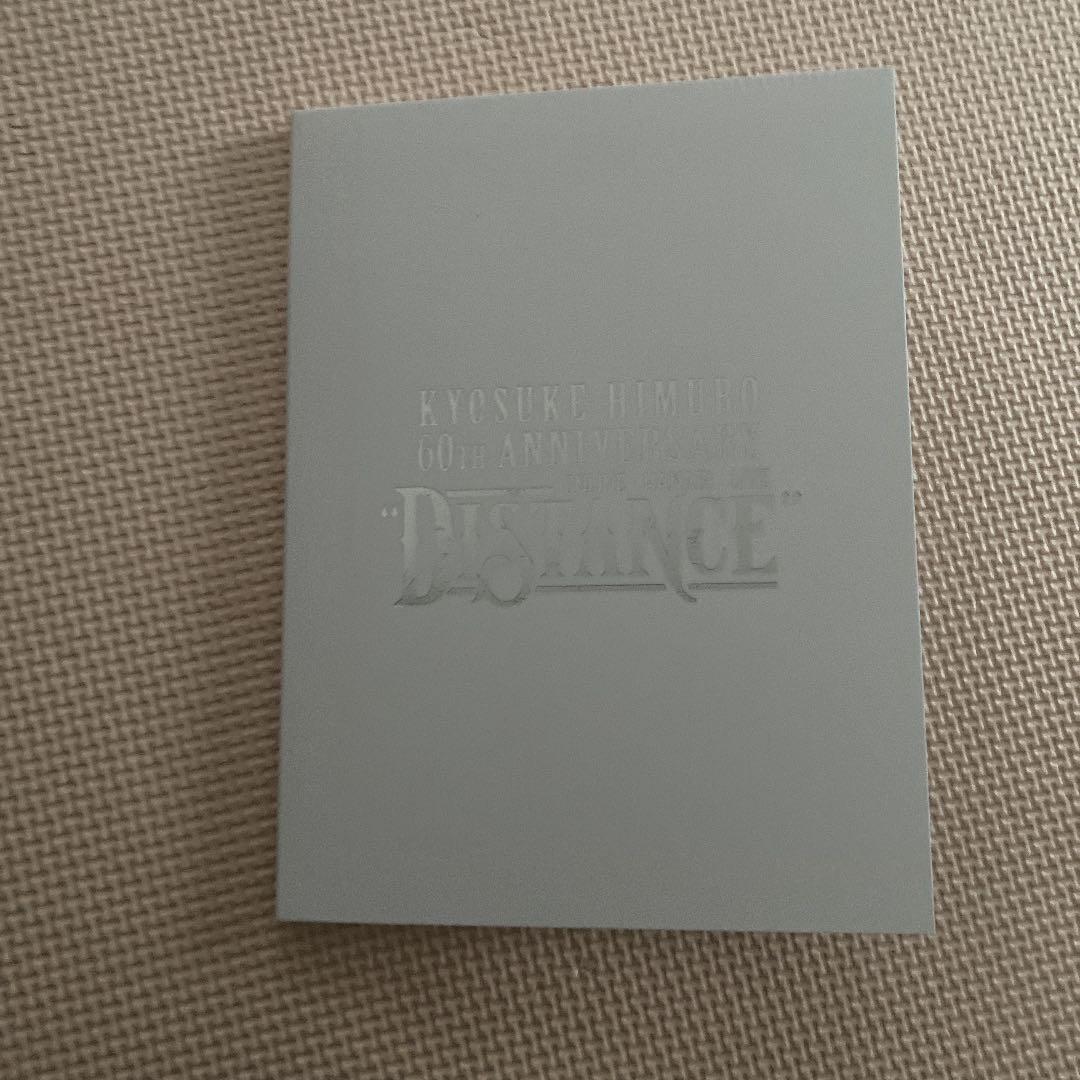 KYOSUKE HIMURO
60TH ANNIVERSARY
"DISTANCE"